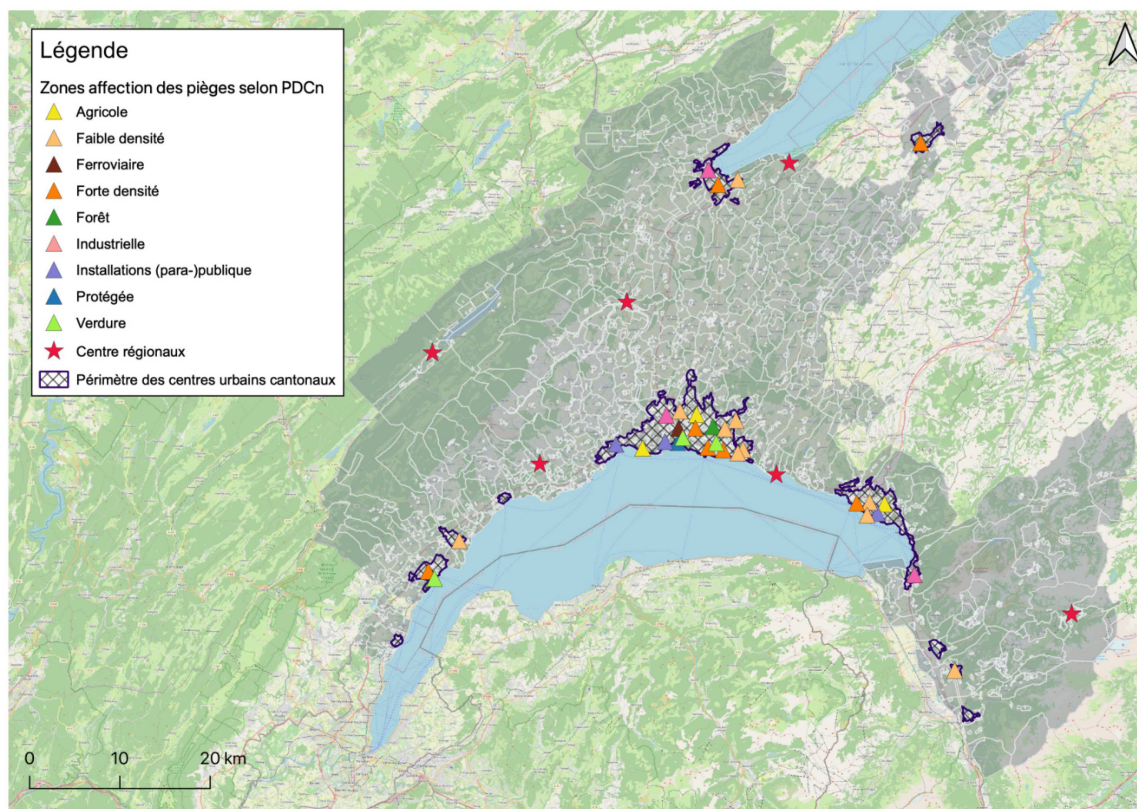 Légende
Zones affection des pièges selon PDCn
Agricole
Faible densité
Ferroviaire
Forte densité
Forêt
Industrielle
Installations (para-)publique
Protégée
Verdure
Centre régionaux
Périmètre des centres urbains cantonaux
0 10 20 km